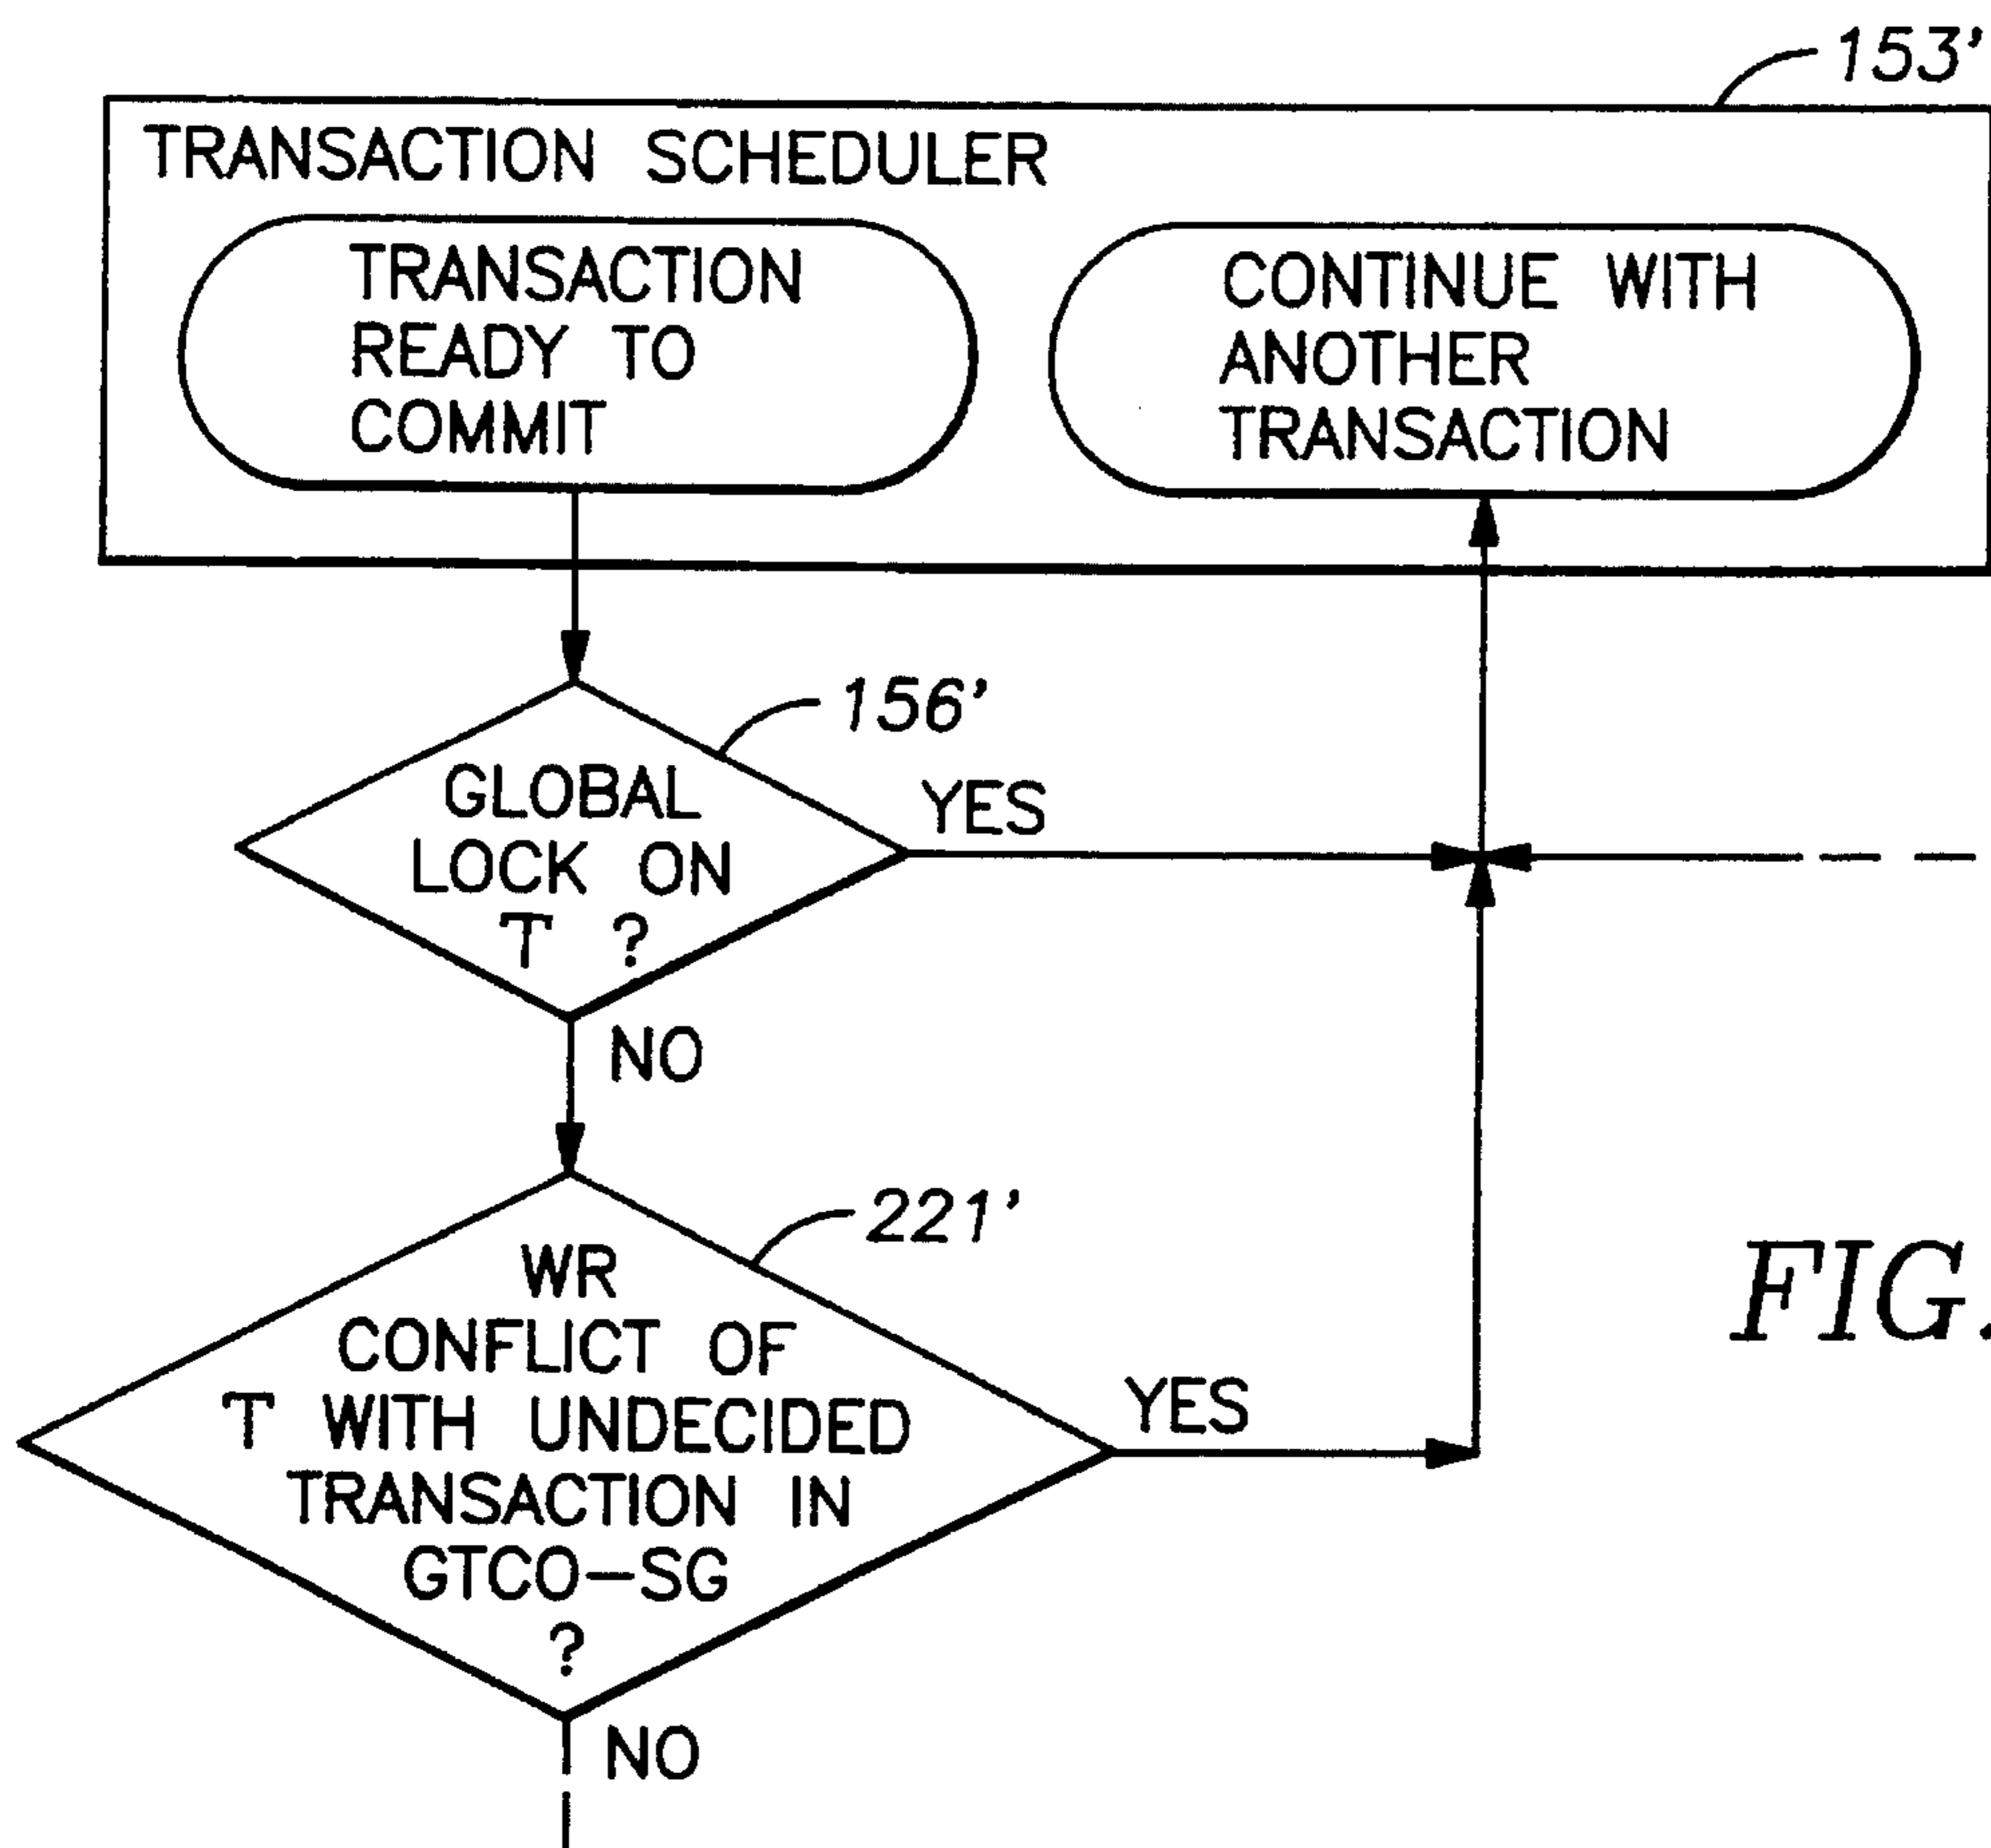 153'
TRANSACTION SCHEDULER
TRANSACTION
READY TO
COMMIT
CONTINUE WITH
ANOTHER
TRANSACTION
156'
GLOBAL
LOCK ON
T ?
YES
NO
221'
WR
CONFLICT OF
T WITH UNDECIDED
TRANSACTION IN
GTCO-SG
?
YES
NO
FIG.